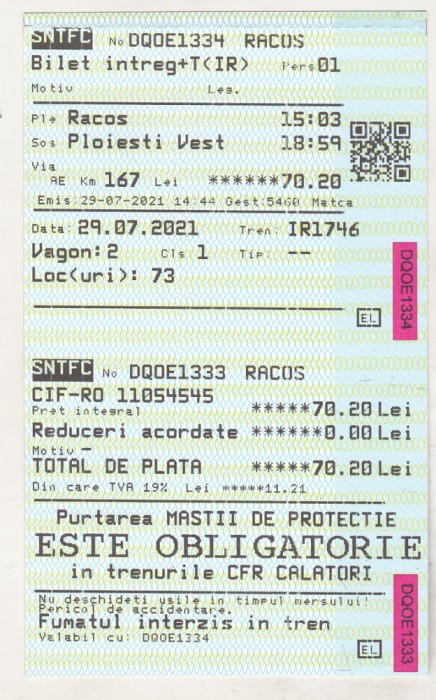 SNTFC No DQOE1334 RACOS
Bilet intreg+T(IR) Pers 01
Motiv Leg.
Ple Racos 15:03
Sos Ploiesti Vest 18:59
Via
AE Km 167 Lei ******70.20
Emis:29-07-2021 14:44 Gest:5460 Matca
Data: 29.07.2021 Tren: IR1746
Vagon: 2 Cls: 1 Tip: --
Loc(uri): 73
DQOE1334
EL
SNTFC No DQOE1333 RACOS
CIF-RO 11054545
Pret integral *****70.20 Lei
Reduceri acordate ******0.00 Lei
Motiv -
TOTAL DE PLATA *****70.20 Lei
Din care TVA 19% Lei *****11.21
Purtarea MASTII DE PROTECTIE
ESTE OBLIGATORIE
in trenurile CFR CALATORI
Nu deschideti usile in timpul mersului!
Pericol de accidentare.
Fumatul interzis in tren
Valabil cu: DQOE1334
DQOE1333
EL